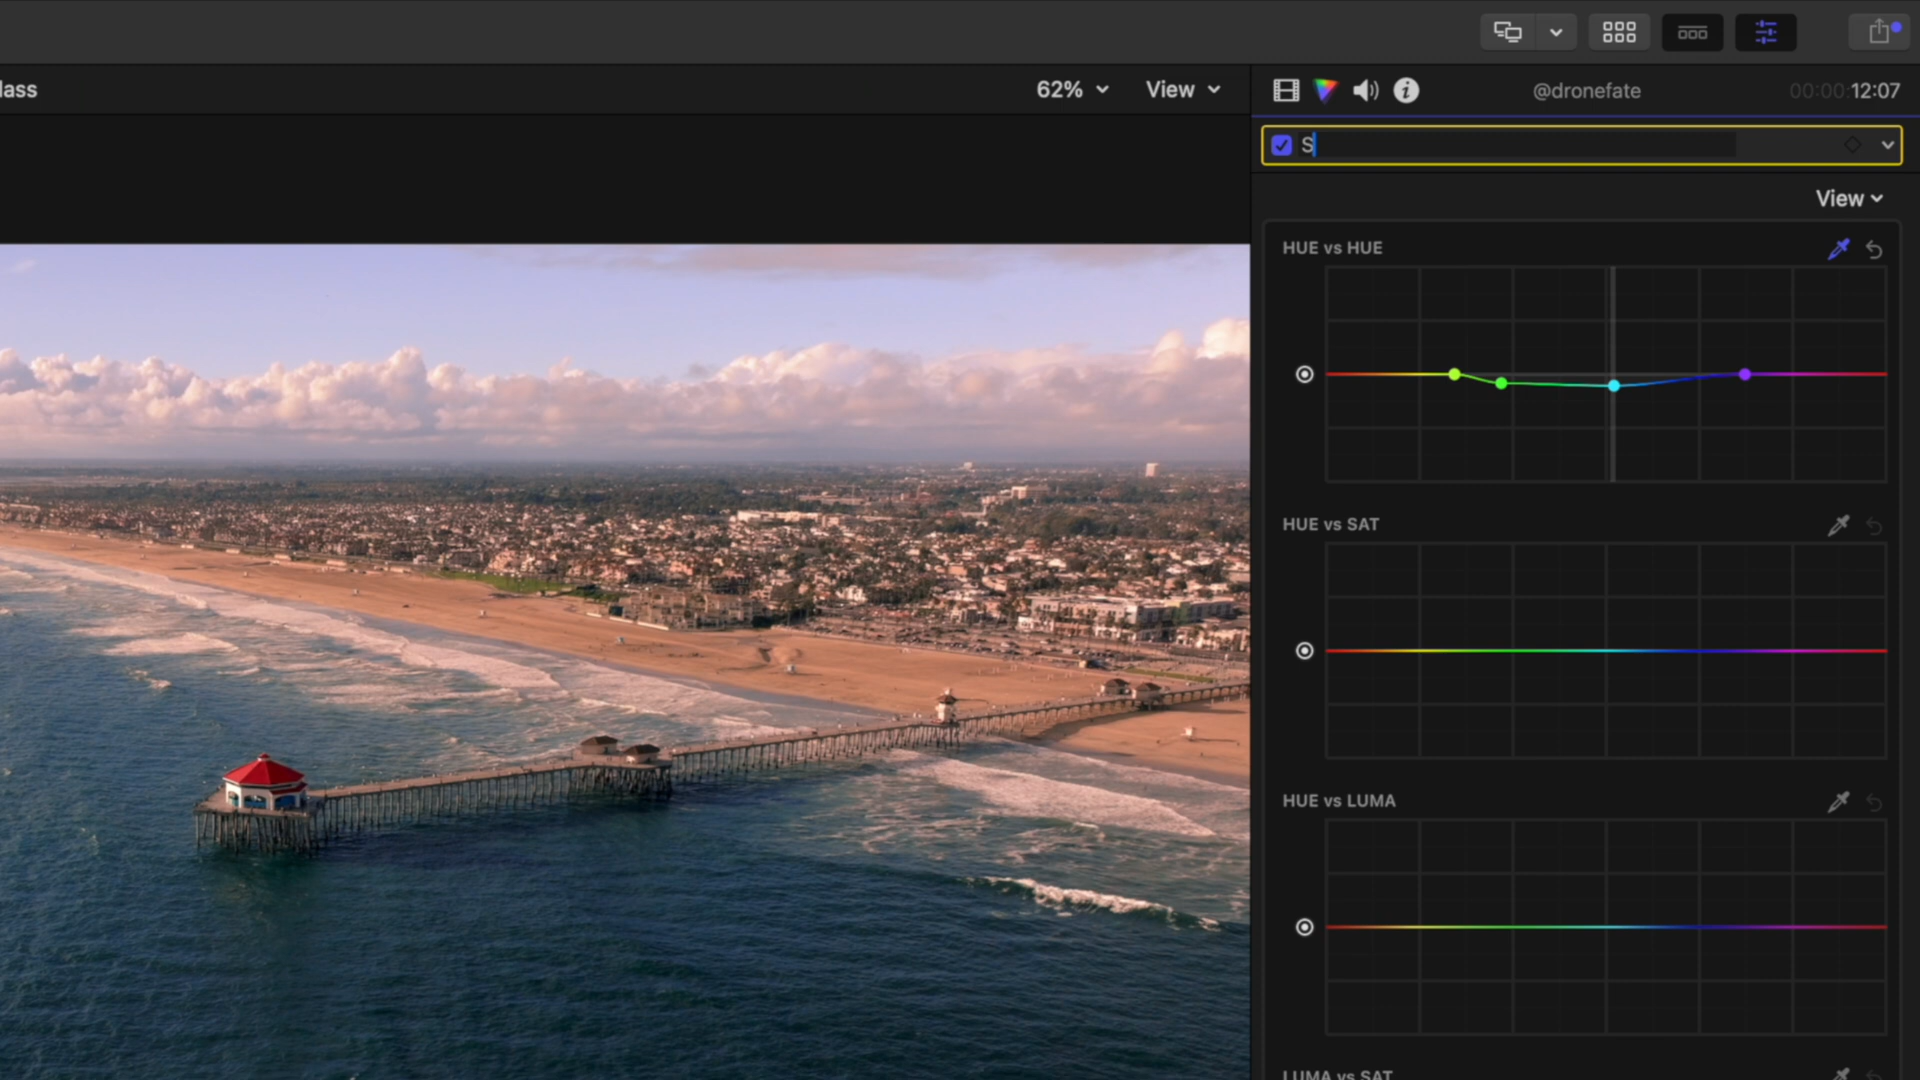 lass
62%
View
@dronefate
00:00:12:07
S
View
HUE vs HUE
HUE vs SAT
HUE vs LUMA
LUMA vs SAT